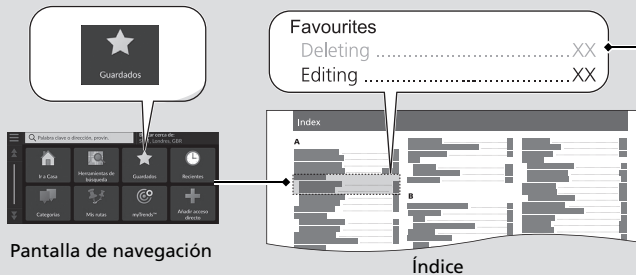 Guardados
Favourites
Deleting ........................ XX
Editing ........................... XX
Palabra clave o dirección, provin.
Buscar cerca de:
Londres, GBR
Ir a Casa
Herramientas de búsqueda
Guardados
Recientes
Categorías
Mis rutas
myTrends™
Añadir acceso directo
Index
A
B
Pantalla de navegación
Índice